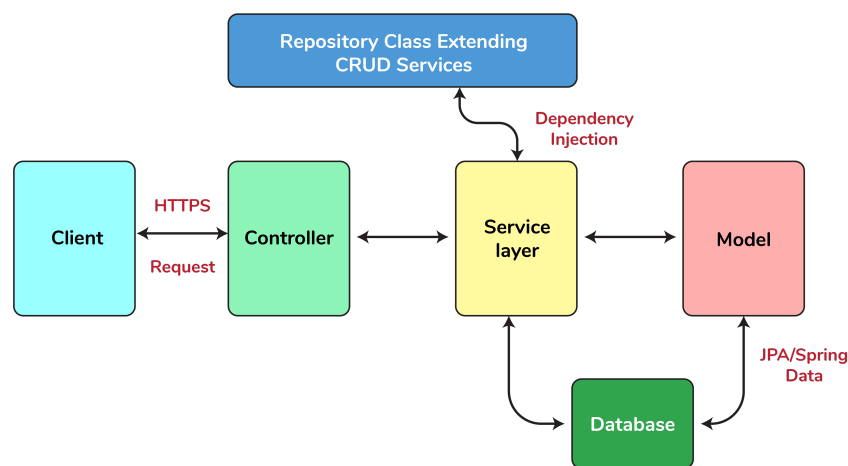 Repository Class Extending
CRUD Services
Dependency
Injection
HTTPS
Request
Client
Controller
Service
layer
Model
JPA/Spring
Data
Database